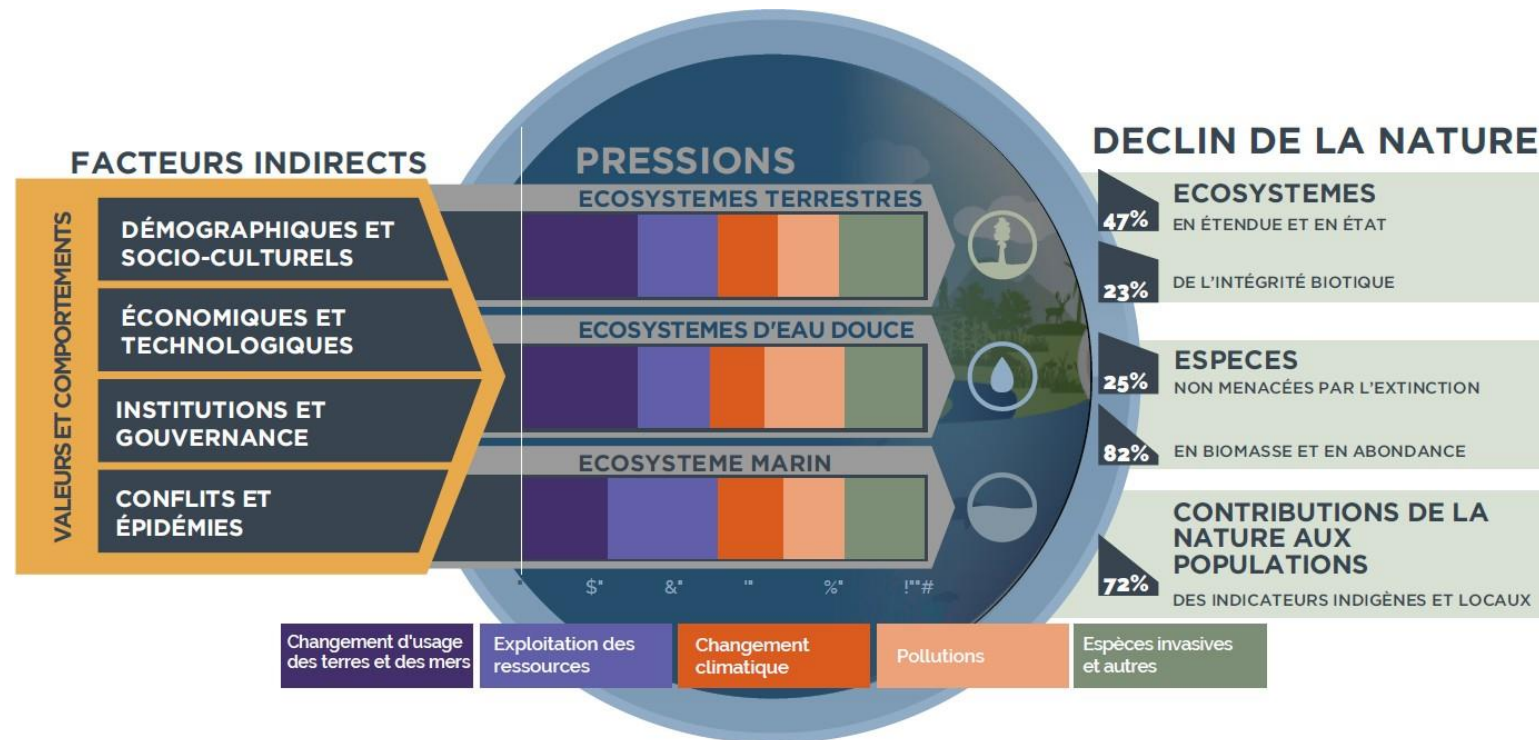 FACTEURS INDIRECTS
VALEURS ET COMPORTEMENTS
DÉMOGRAPHIQUES ET
SOCIO-CULTURELS
ÉCONOMIQUES ET
TECHNOLOGIQUES
INSTITUTIONS ET
GOUVERNANCE
CONFLITS ET
ÉPIDÉMIES
PRESSIONS
ECOSYSTEMES TERRESTRES
ECOSYSTEMES D'EAU DOUCE
ECOSYSTEME MARIN
" $" &" '" %" !""#
Changement d'usage
des terres et des mers
Exploitation des
ressources
Changement
climatique
Pollutions
Espèces invasives
et autres
DECLIN DE LA NATURE
ECOSYSTEMES
47% EN ÉTENDUE ET EN ÉTAT
23% DE L'INTÉGRITÉ BIOTIQUE
ESPECES
25% NON MENACÉES PAR L'EXTINCTION
82% EN BIOMASSE ET EN ABONDANCE
CONTRIBUTIONS DE LA
NATURE AUX
POPULATIONS
72% DES INDICATEURS INDIGÈNES ET LOCAUX